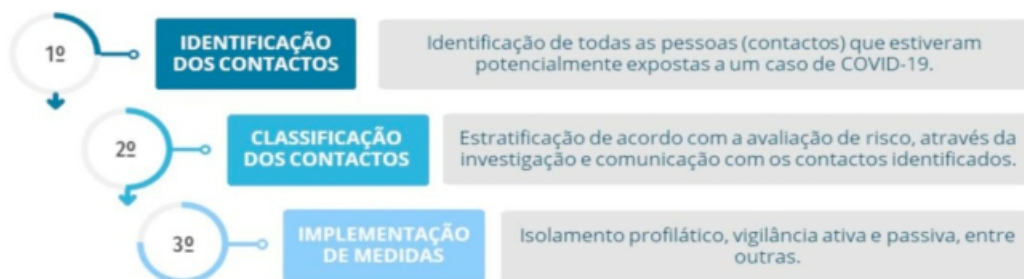 1º
IDENTIFICAÇÃO
DOS CONTACTOS
Identificação de todas as pessoas (contactos) que estiveram
potencialmente expostas a um caso de COVID-19.
2º
CLASSIFICAÇÃO
DOS CONTACTOS
Estratificação de acordo com a avaliação de risco, através da
investigação e comunicação com os contactos identificados.
3º
IMPLEMENTAÇÃO
DE MEDIDAS
Isolamento profilático, vigilância ativa e passiva, entre
outras.